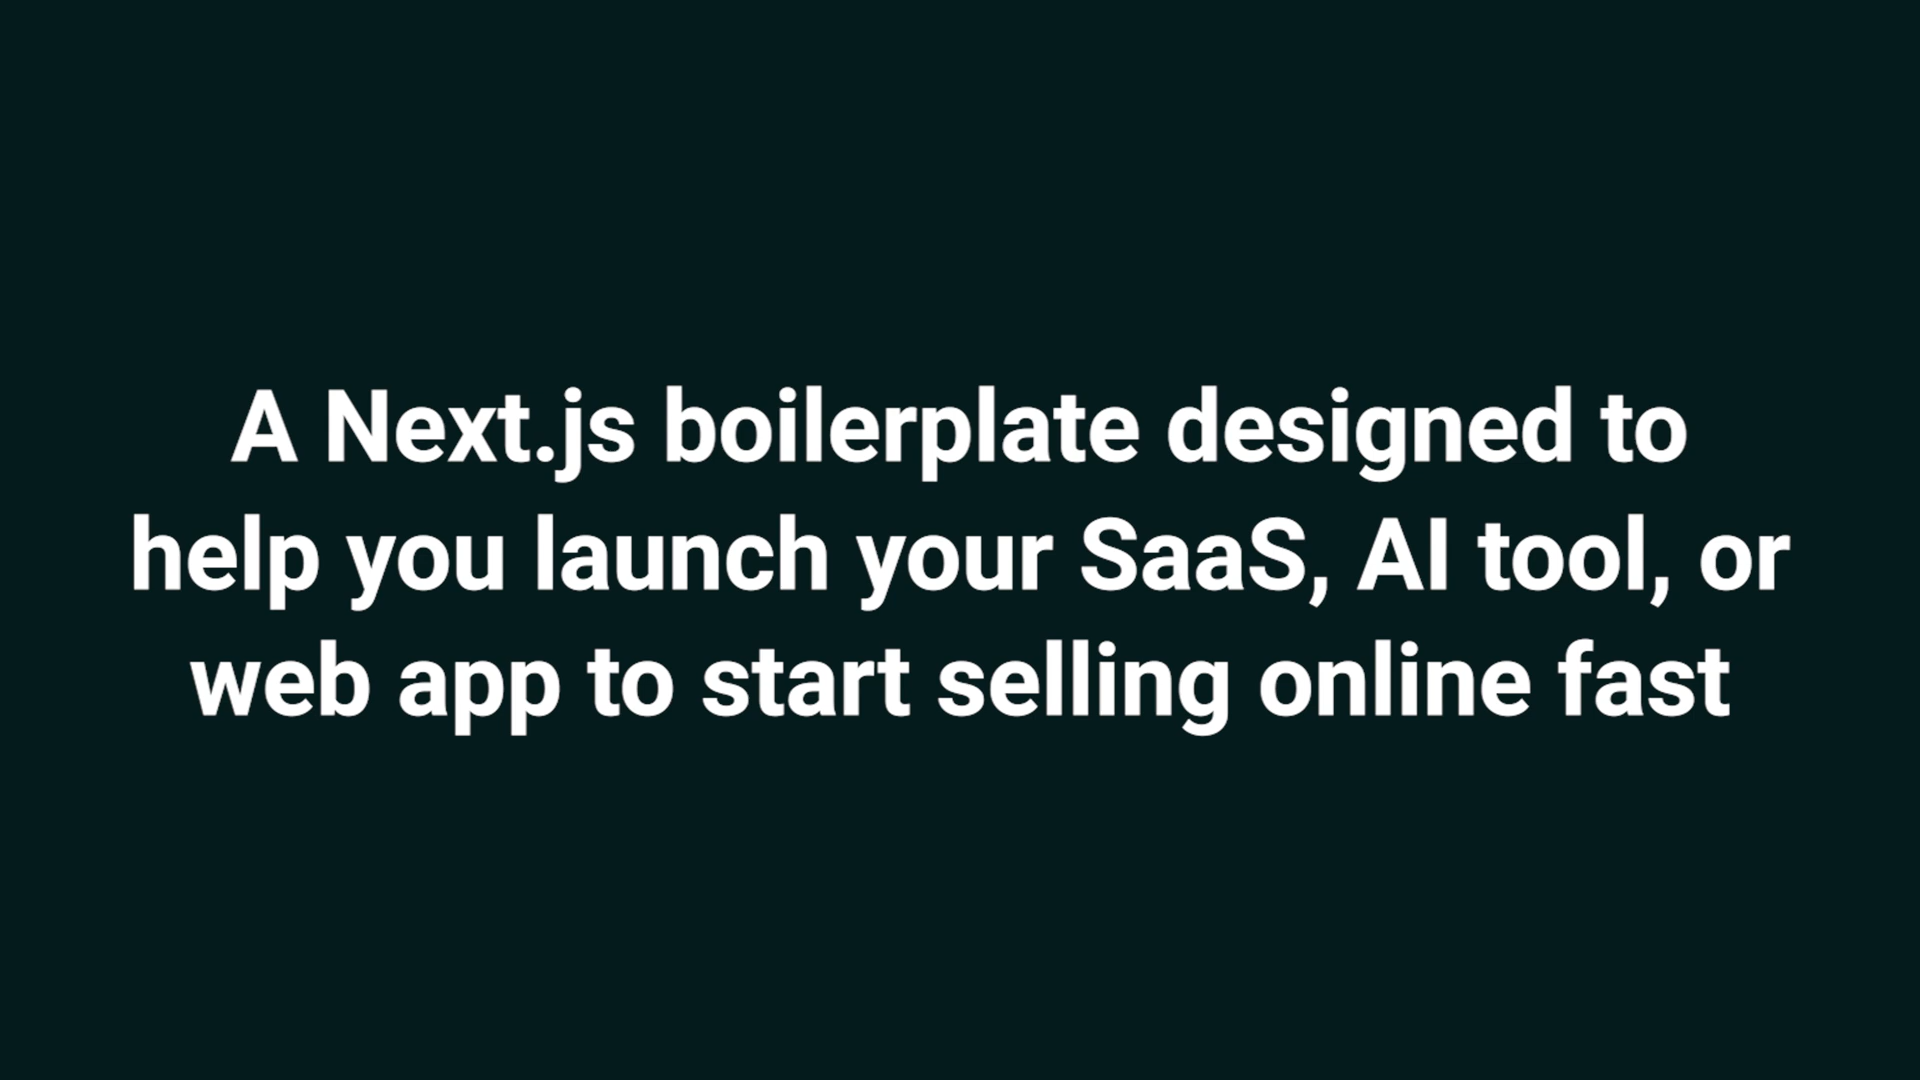 A Next.js boilerplate designed to
help you launch your SaaS, AI tool, or
web app to start selling online fast